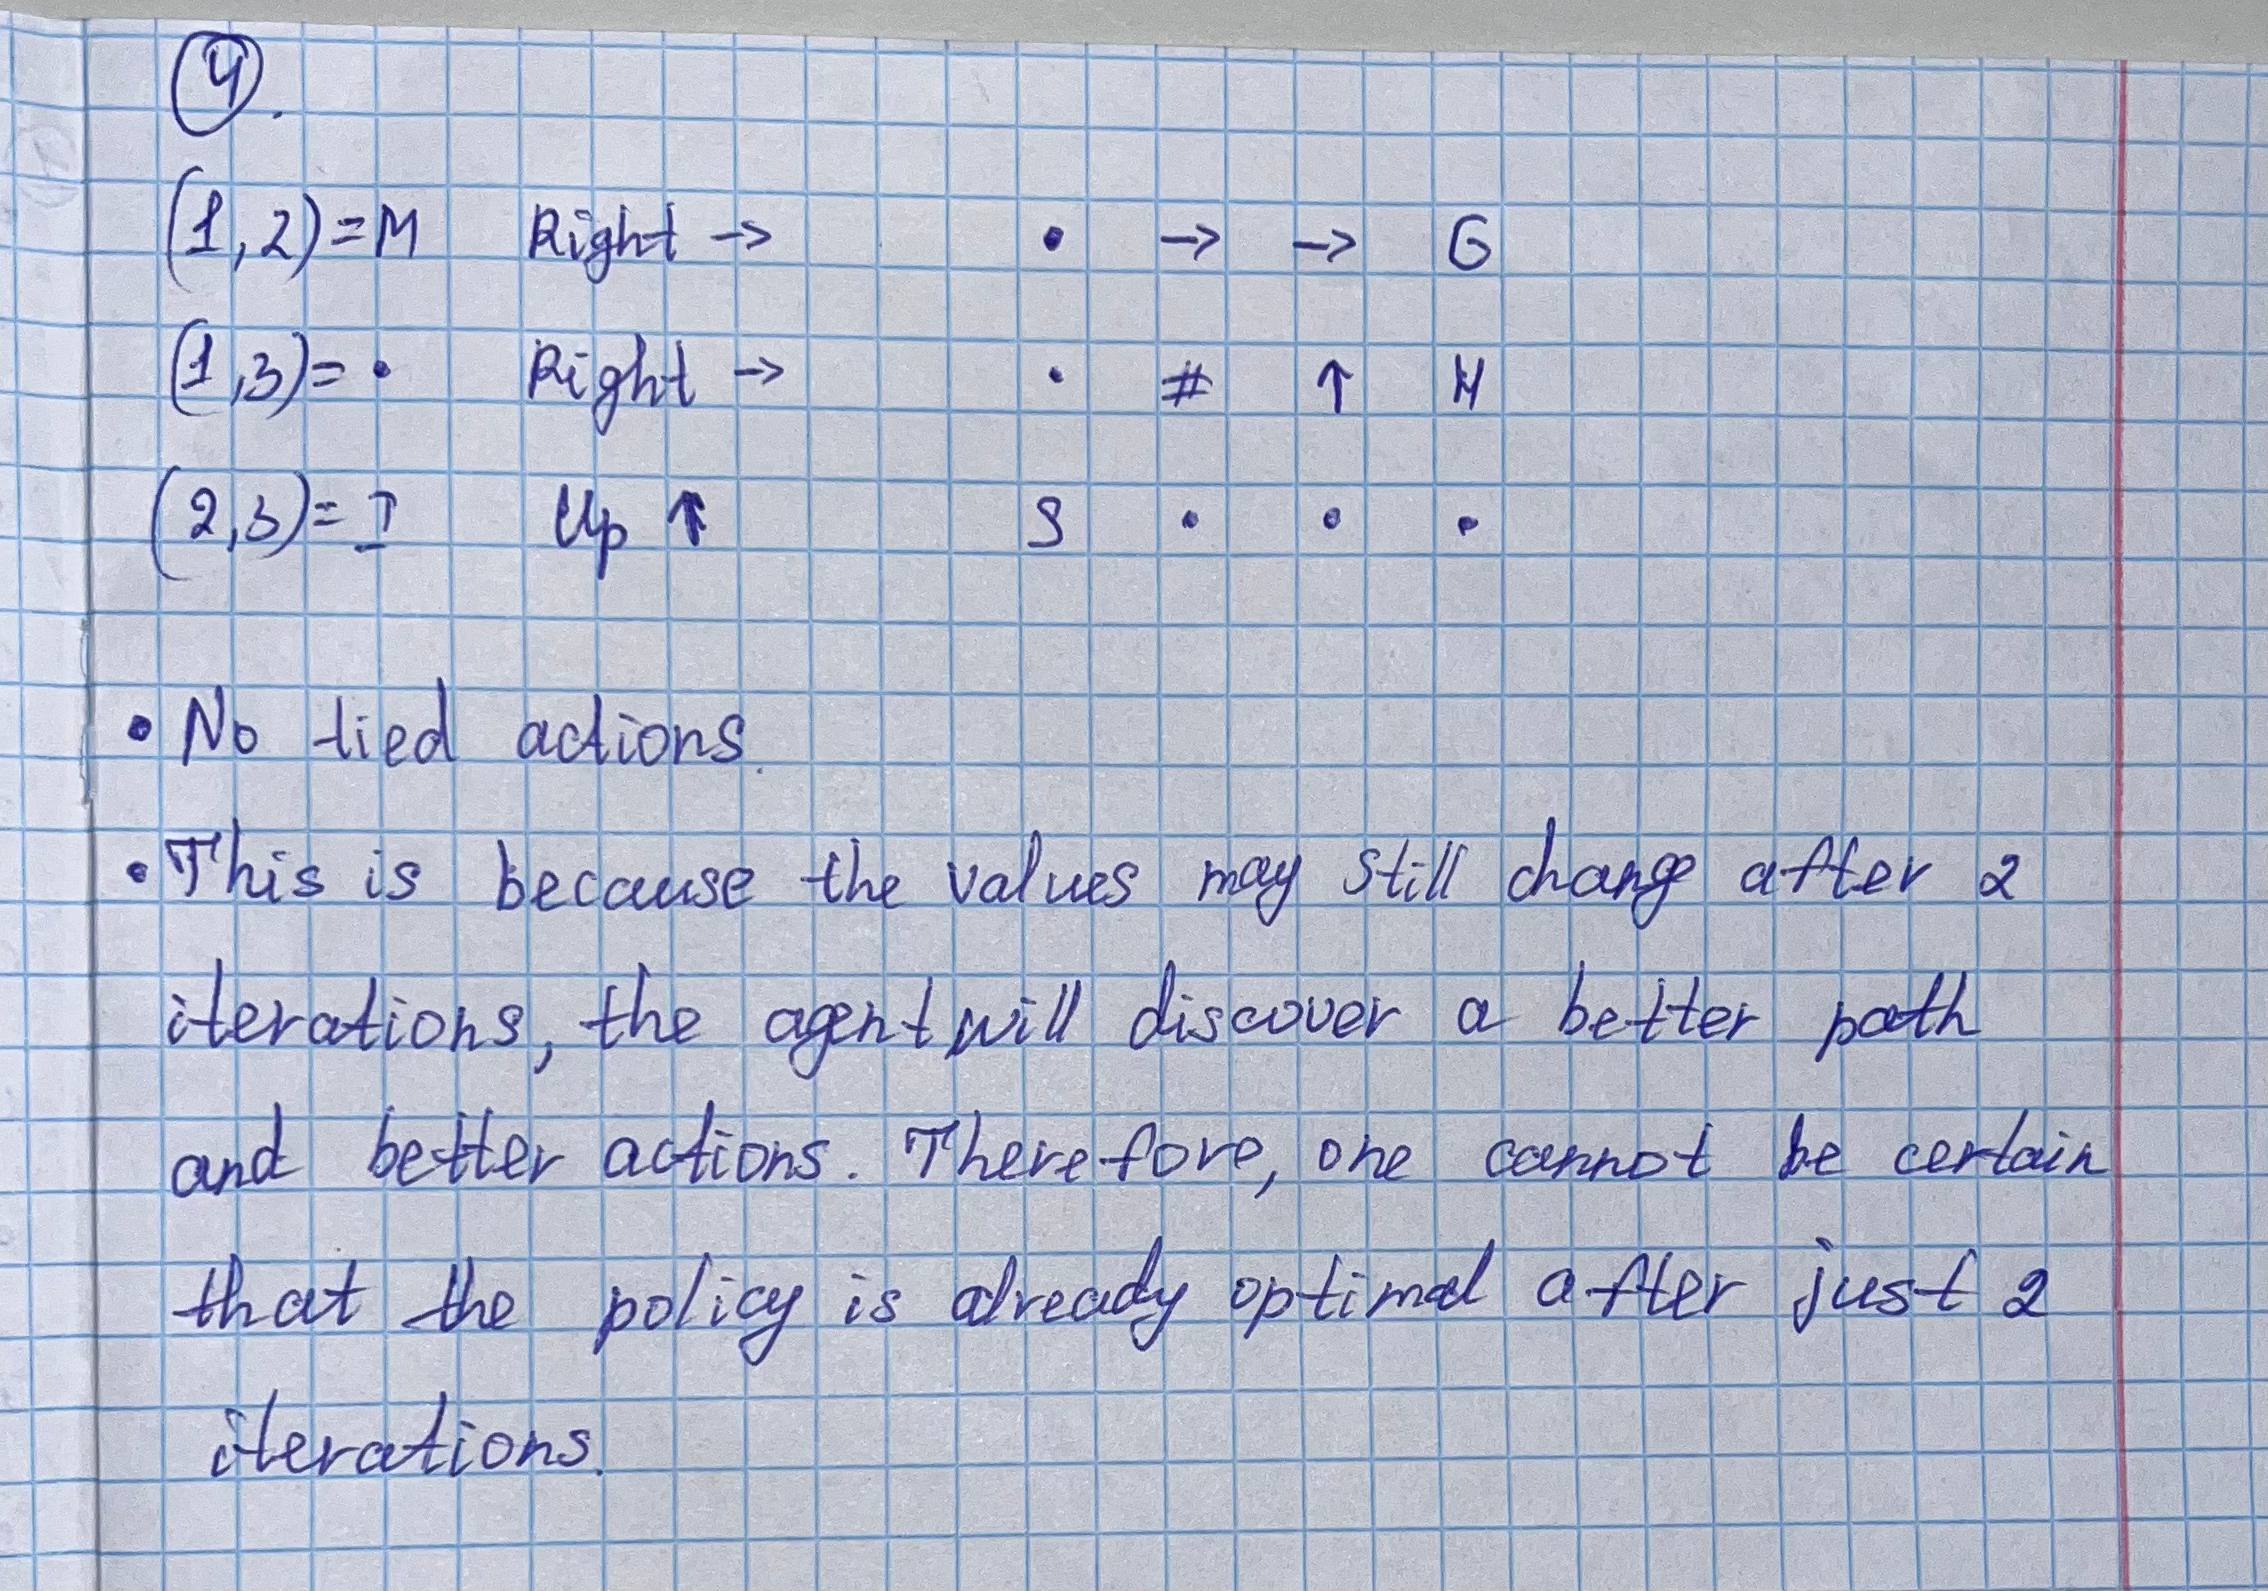 4.
(1,2)=M Right → • → → G
(1,3)= • Right → • # ↑ H
(2,3)= I Up ↑ S • • •
• No tied actions.
• This is because the values may still change after 2
iterations, the agent will discover a better path
and better actions. Therefore, one cannot be certain
that the policy is already optimal after just 2
iterations.